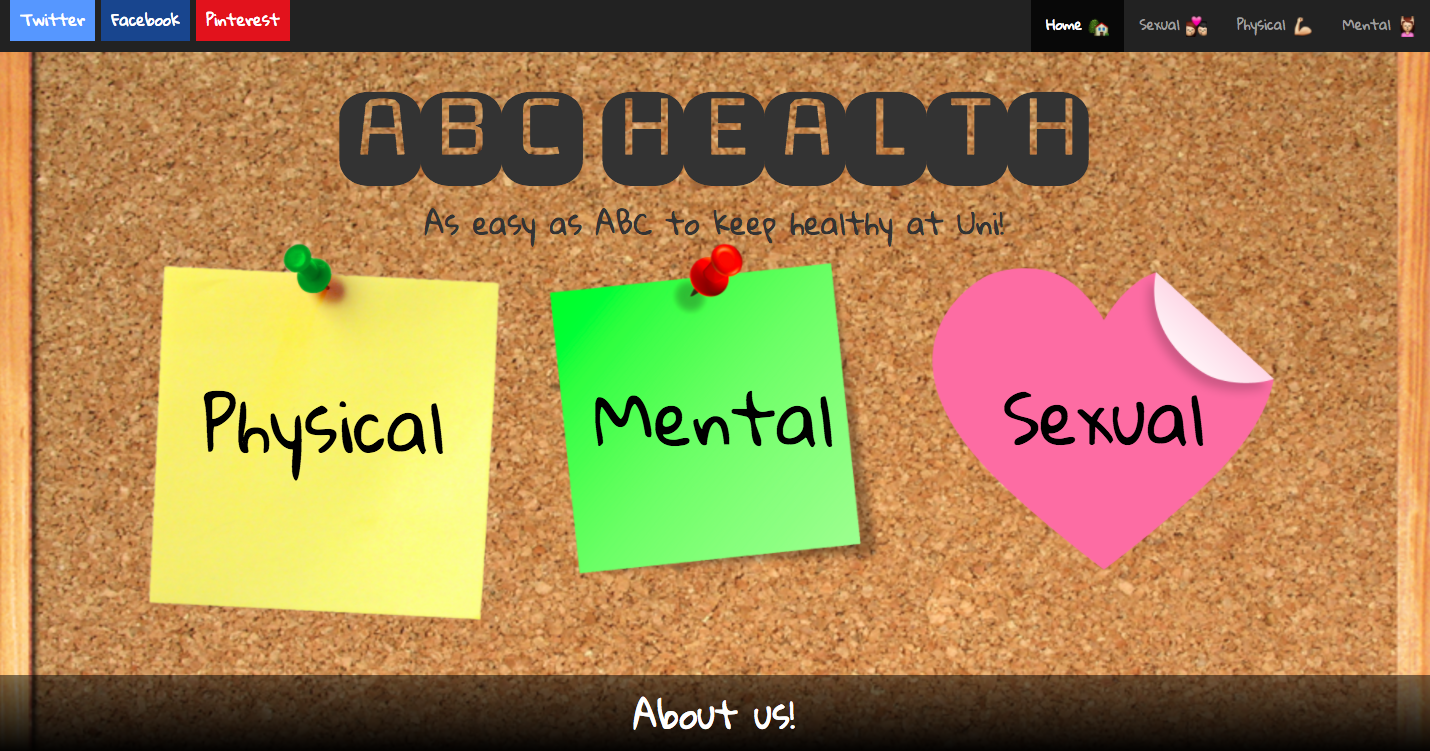 Twitter Facebook Pinterest Home Sexual Physical Mental
ABC HEALTH
As easy as ABC to keep healthy at Uni!
Physical Mental Sexual
About us!